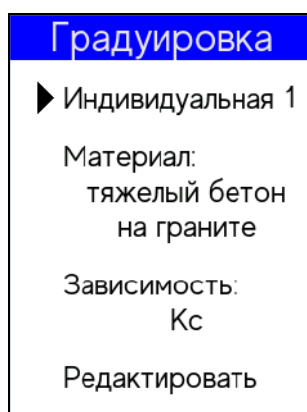 Градуировка
Индивидуальная 1
Материал:
тяжелый бетон
на граните
Зависимость:
Кс
Редактировать